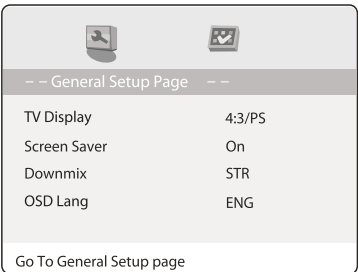 – – General Setup Page – –
TV Display 4:3/PS
Screen Saver On
Downmix STR
OSD Lang ENG
Go To General Setup page